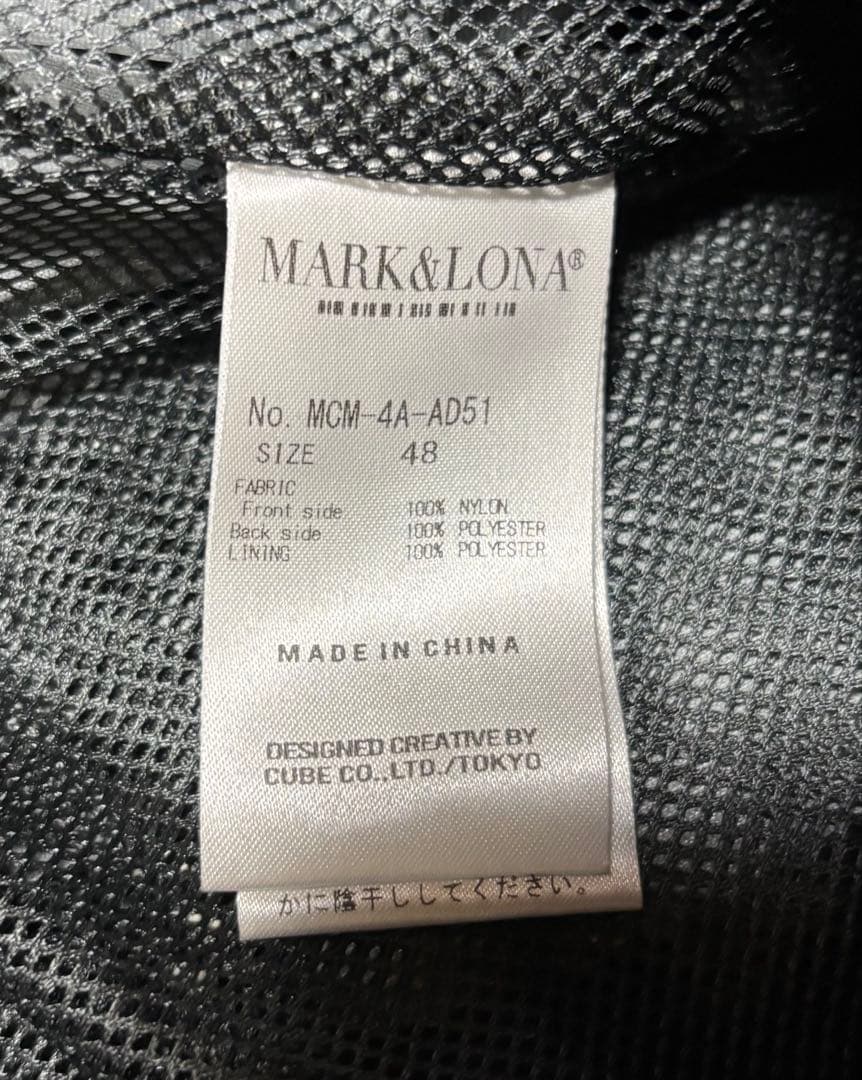 MARK&LONA®
No. MCM-4A-AD51
SIZE 48
FABRIC
Front side 100% NYLON
Back side 100% POLYESTER
LINING 100% POLYESTER
MADE IN CHINA
DESIGNED CREATIVE BY
CUBE CO.,LTD./TOKYO
かに陰干ししてください。